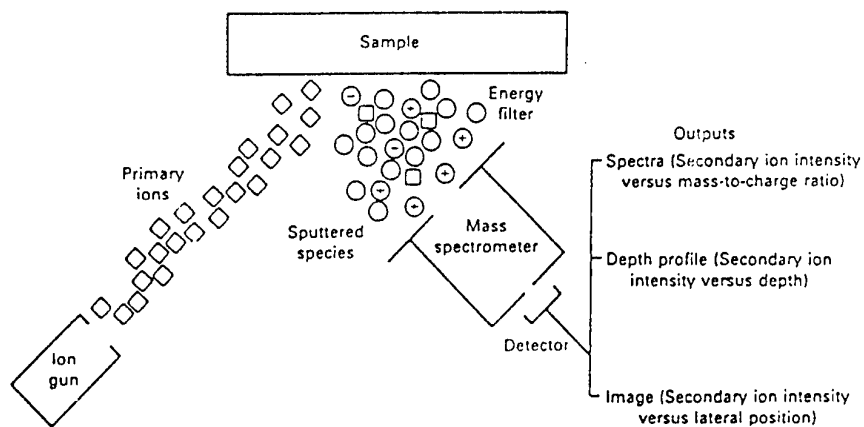 Sample
Energy
filter
Primary
ions
Sputtered
species
Mass
spectrometer
Ion
gun
Detector
Outputs
Spectra (Secondary ion intensity
versus mass-to-charge ratio)
Depth profile (Secondary ion
intensity versus depth)
Image (Secondary ion intensity
versus lateral position)